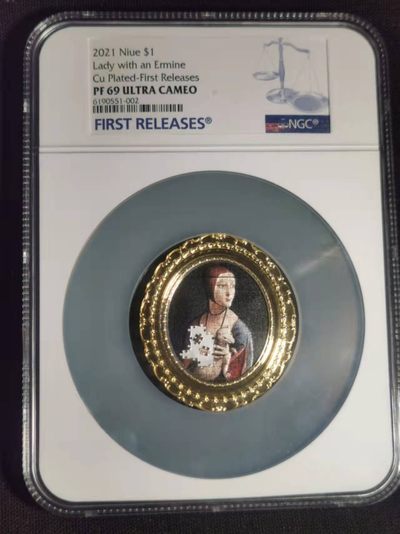 2021 Niue $1
Lady with an Ermine
Cu Plated-First Releases
PF 69 ULTRA CAMEO
6190551-002
FIRST RELEASES®
NGC®